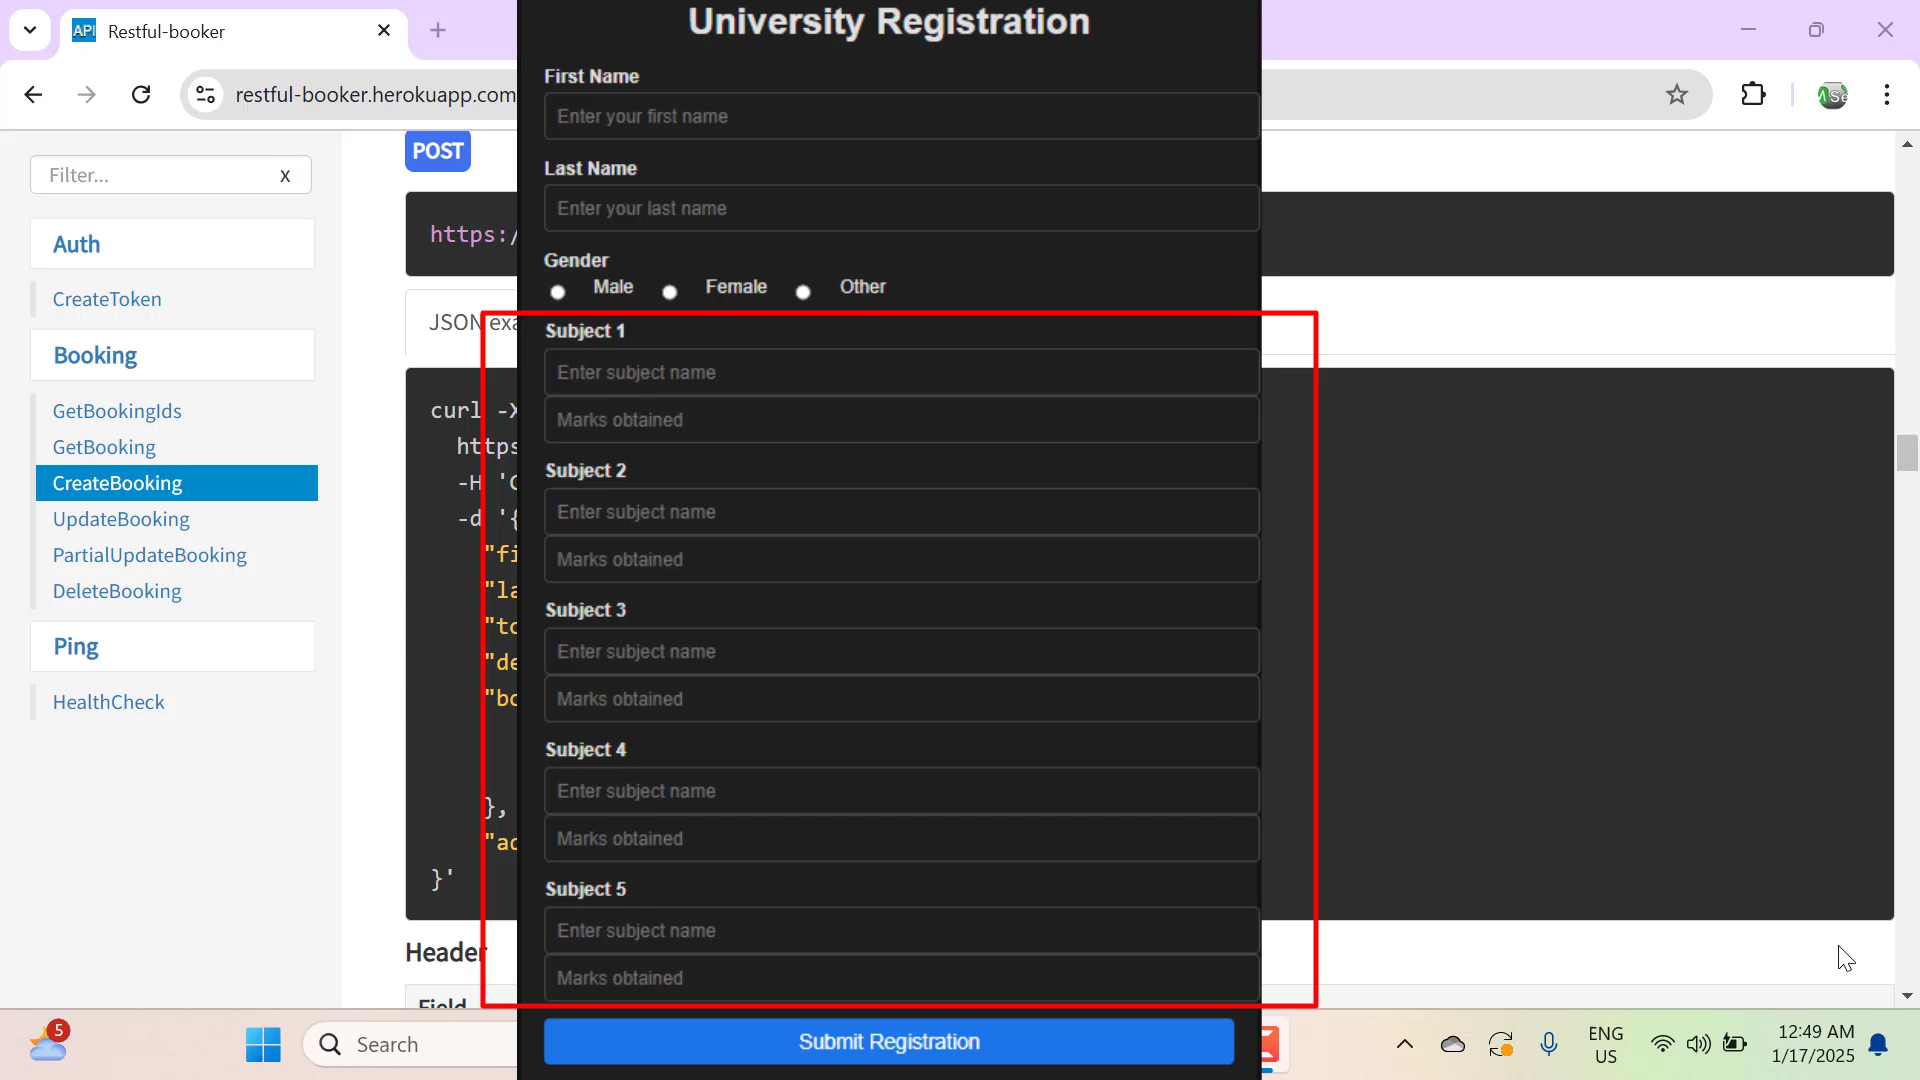 API Restful-booker
restful-booker.herokuapp.com
Filter... x
Auth
CreateToken
Booking
GetBookingIds
GetBooking
CreateBooking
UpdateBooking
PartialUpdateBooking
DeleteBooking
Ping
HealthCheck
POST
https:/
JSON exa
curl -X
https
-H 'C
-d '{
"fi
"la
"to
"de
"bo
},
"ad
}'
Header
Field
University Registration
First Name
Enter your first name
Last Name
Enter your last name
Gender
Male Female Other
Subject 1
Enter subject name
Marks obtained
Subject 2
Enter subject name
Marks obtained
Subject 3
Enter subject name
Marks obtained
Subject 4
Enter subject name
Marks obtained
Subject 5
Enter subject name
Marks obtained
Submit Registration
5
Search
ENG
US
12:49 AM
1/17/2025